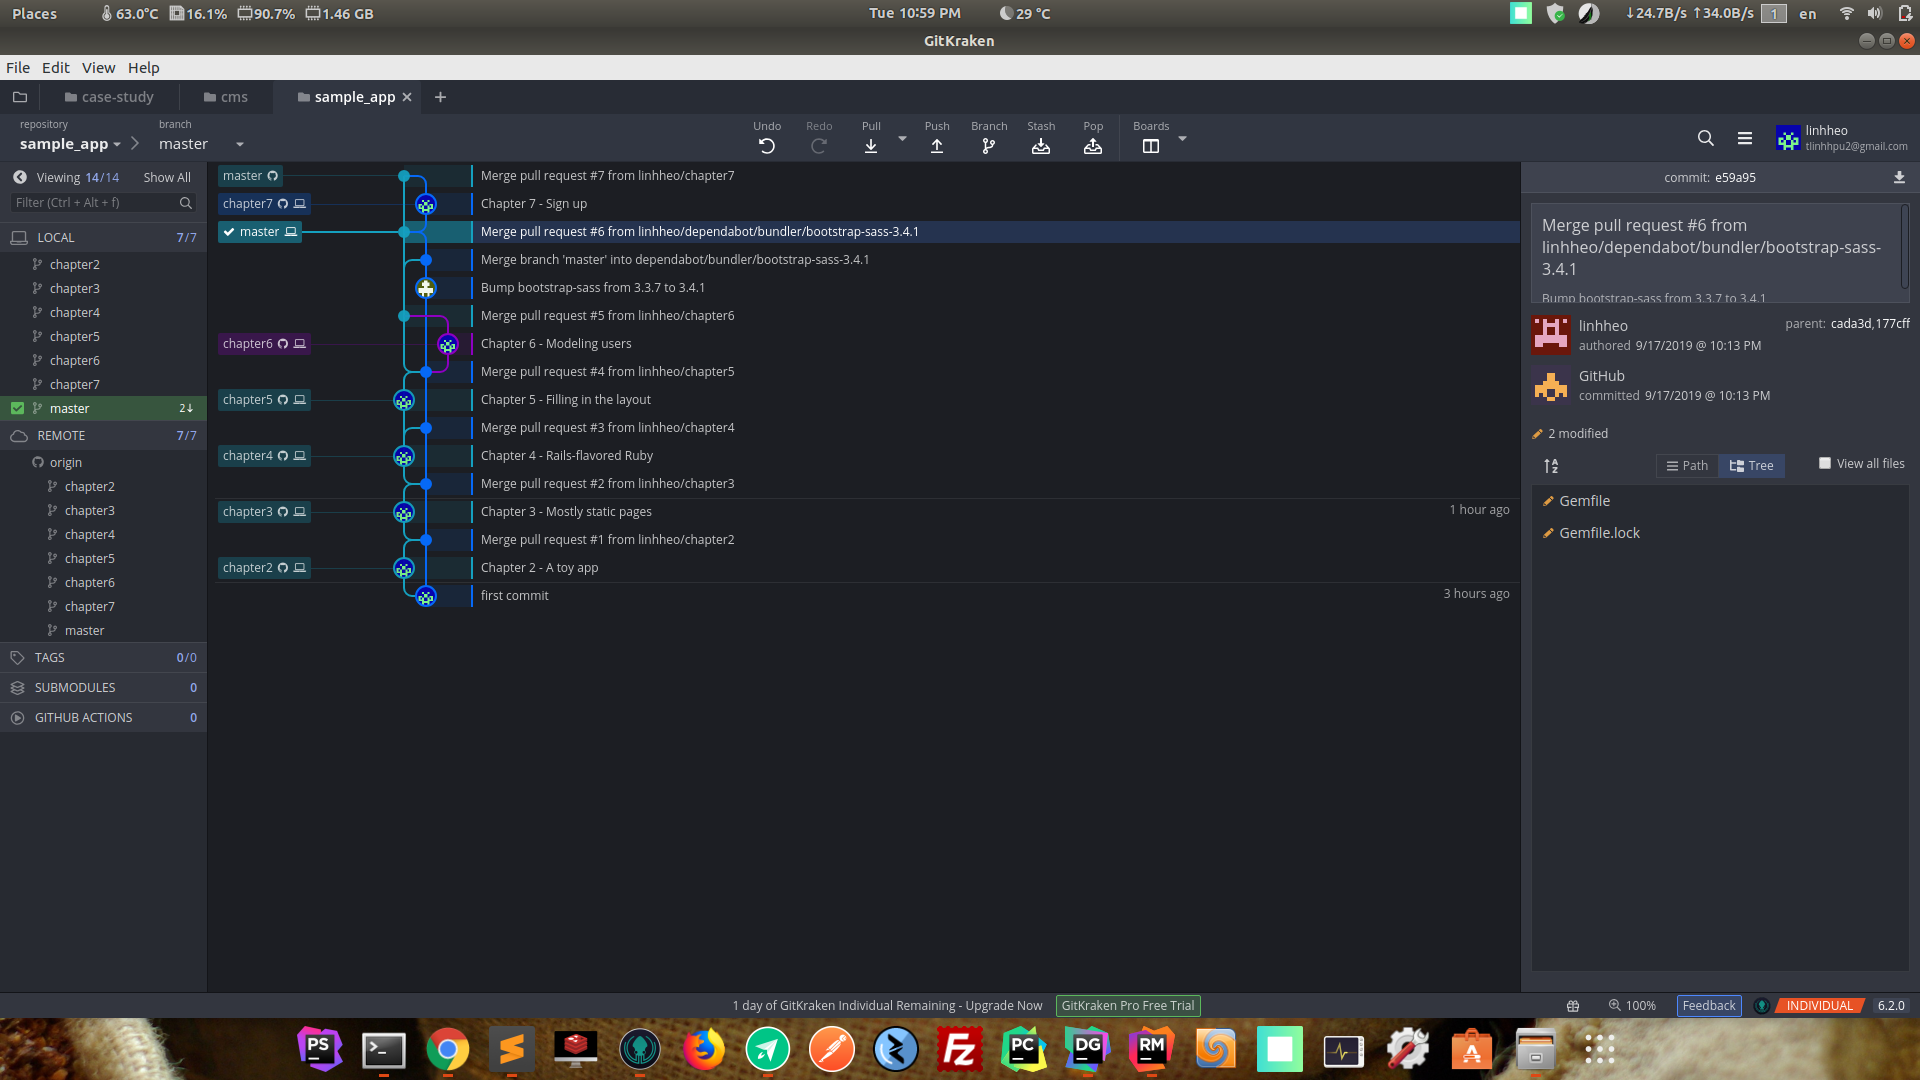 Places 63.0°C 16.1% 90.7% 1.46 GB Tue 10:59 PM 29 °C ↓24.7B/s ↑34.0B/s 1 en
GitKraken
File Edit View Help
case-study cms sample_app
repository branch
sample_app master
Undo Redo Pull Push Branch Stash Pop Boards
linhheo
tlinhhpu2@gmail.com
Viewing 14/14 Show All
Filter (Ctrl + Alt + f)
LOCAL 7/7
chapter2
chapter3
chapter4
chapter5
chapter6
chapter7
master 2↓
REMOTE 7/7
origin
chapter2
chapter3
chapter4
chapter5
chapter6
chapter7
master
TAGS 0/0
SUBMODULES 0
GITHUB ACTIONS 0
master Merge pull request #7 from linhheo/chapter7
chapter7 Chapter 7 - Sign up
master Merge pull request #6 from linhheo/dependabot/bundler/bootstrap-sass-3.4.1
Merge branch 'master' into dependabot/bundler/bootstrap-sass-3.4.1
Bump bootstrap-sass from 3.3.7 to 3.4.1
Merge pull request #5 from linhheo/chapter6
chapter6 Chapter 6 - Modeling users
Merge pull request #4 from linhheo/chapter5
chapter5 Chapter 5 - Filling in the layout
Merge pull request #3 from linhheo/chapter4
chapter4 Chapter 4 - Rails-flavored Ruby
Merge pull request #2 from linhheo/chapter3
chapter3 Chapter 3 - Mostly static pages 1 hour ago
Merge pull request #1 from linhheo/chapter2
chapter2 Chapter 2 - A toy app
first commit 3 hours ago
commit: e59a95
Merge pull request #6 from
linhheo/dependabot/bundler/bootstrap-sass-
3.4.1
Bump bootstrap-sass from 3.3.7 to 3.4.1
linhheo parent: cada3d,177cff
authored 9/17/2019 @ 10:13 PM
GitHub
committed 9/17/2019 @ 10:13 PM
2 modified
Path Tree View all files
Gemfile
Gemfile.lock
1 day of GitKraken Individual Remaining - Upgrade Now GitKraken Pro Free Trial 100% Feedback INDIVIDUAL 6.2.0
PS FZ PC DG RM